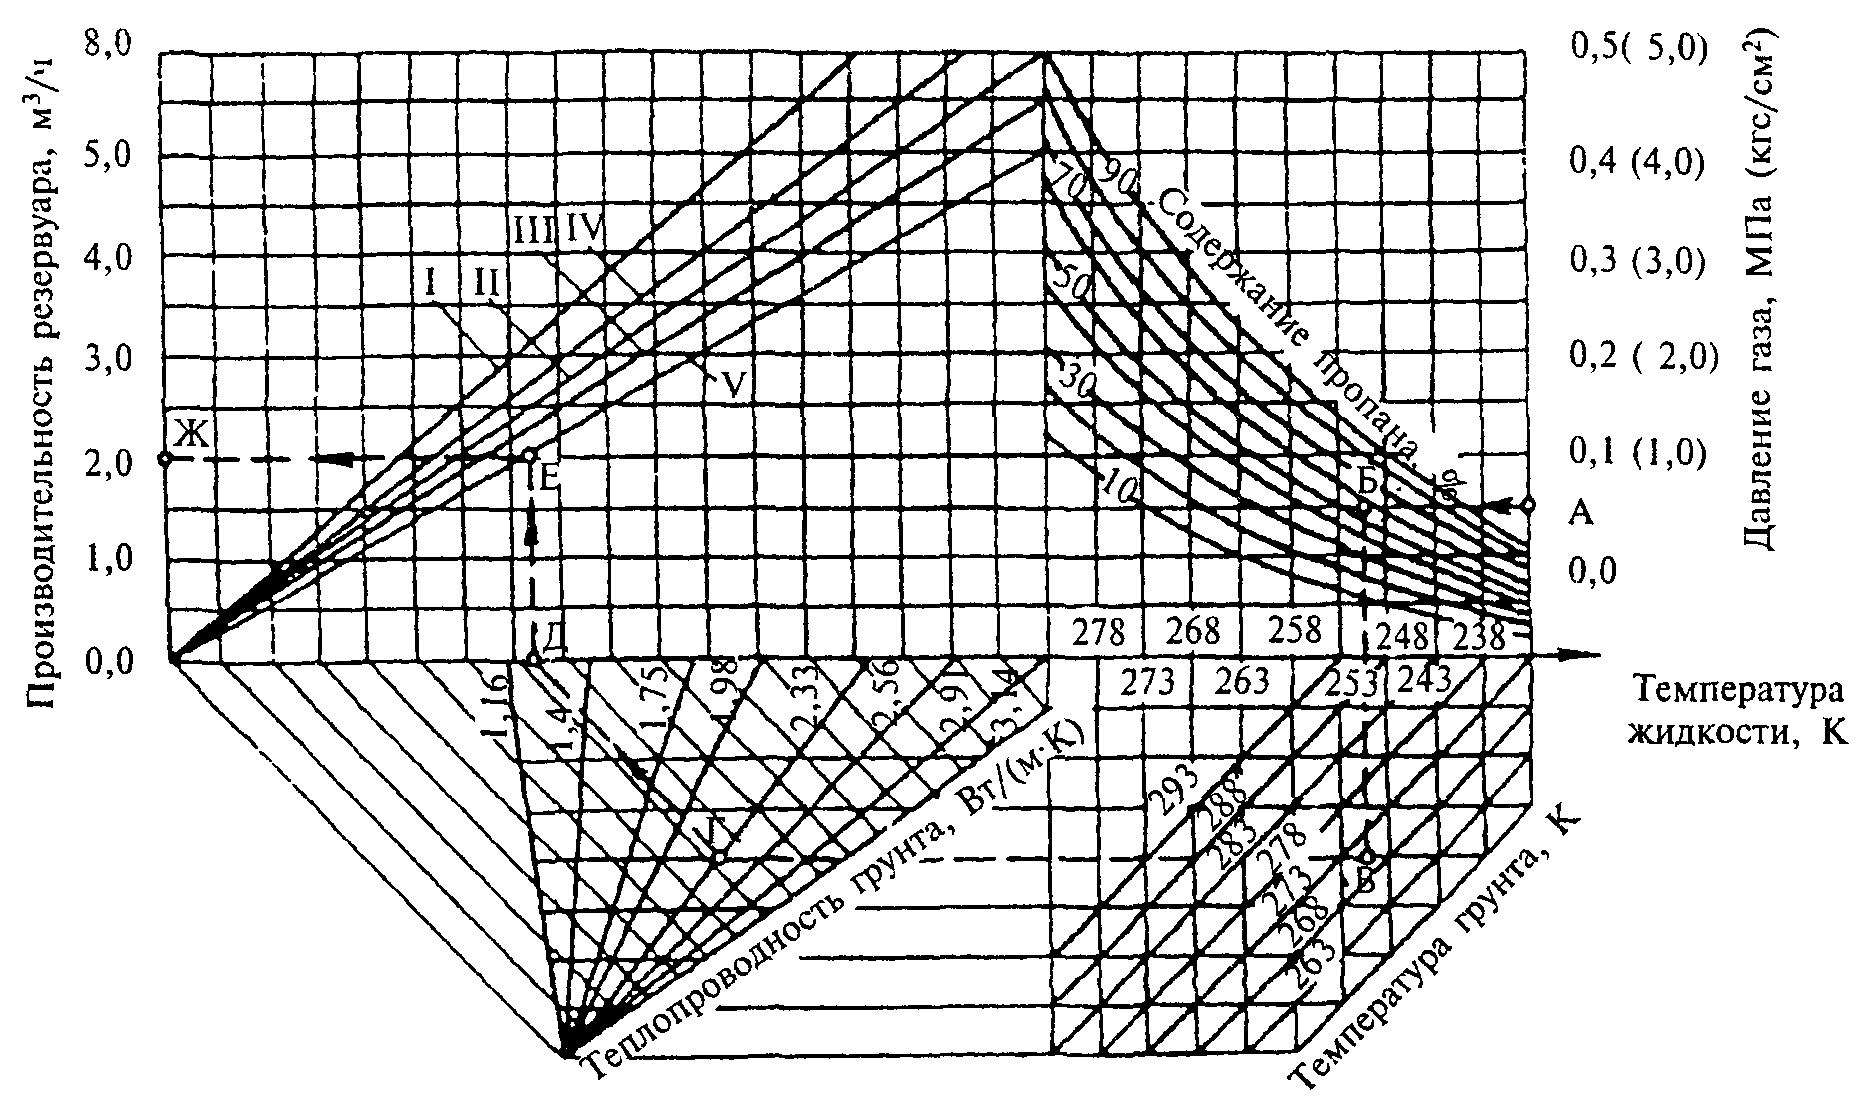 Производительность резервуара, м³/ч
8,0
5,0
4,0
3,0
2,0
1,0
0,0
I
II
III
IV
V
Ж
Е
Д
Г
Б
А
В
90
70
50
30
10
Содержание пропана, %
0,5( 5,0)
0,4 (4,0)
0,3 (3,0)
0,2 ( 2,0)
0,1 (1,0)
0,0
Давление газа, МПа (кгс/см²)
278
268
258
248
238
273
263
253
243
Температура
жидкости, К
1,16
1,4
1,75
1,98
2,33
2,56
2,91
3,14
Теплопроводность грунта, Вт/(м·К)
293
288
283
278
273
268
263
Температура грунта, К